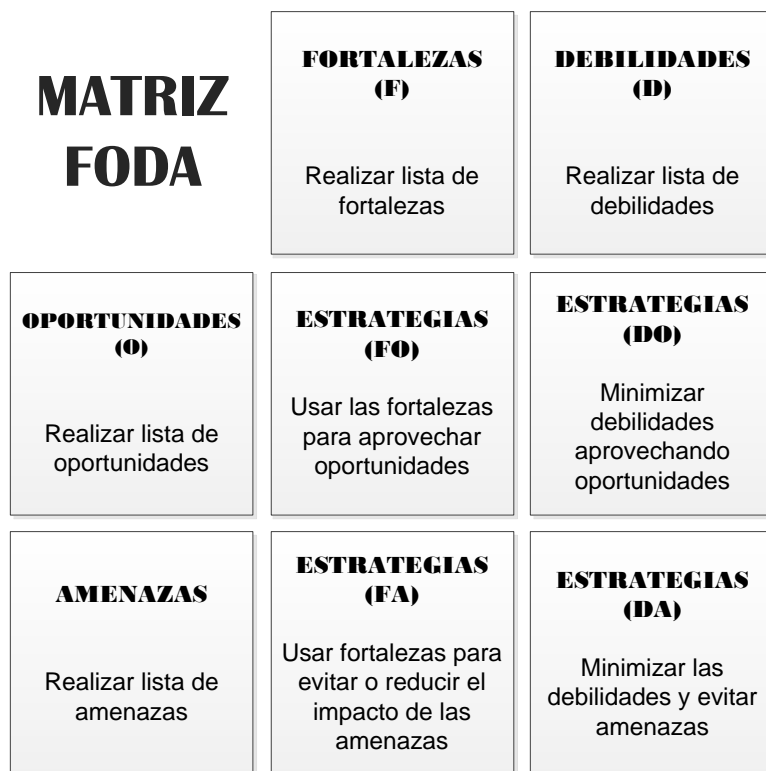 MATRIZ
FODA
FORTALEZAS
(F)
Realizar lista de
fortalezas
DEBILIDADES
(D)
Realizar lista de
debilidades
OPORTUNIDADES
(O)
Realizar lista de
oportunidades
ESTRATEGIAS
(FO)
Usar las fortalezas
para aprovechar
oportunidades
ESTRATEGIAS
(DO)
Minimizar
debilidades
aprovechando
oportunidades
AMENAZAS
Realizar lista de
amenazas
ESTRATEGIAS
(FA)
Usar fortalezas para
evitar o reducir el
impacto de las
amenazas
ESTRATEGIAS
(DA)
Minimizar las
debilidades y evitar
amenazas